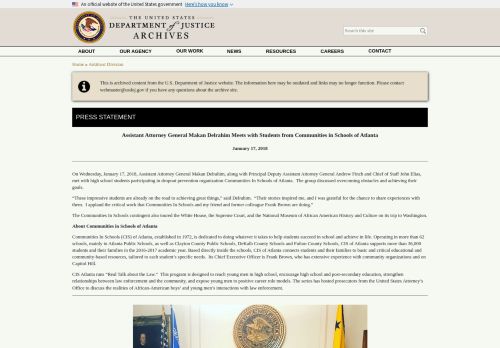 An official website of the United States government Here's how you know
THE UNITED STATES
DEPARTMENT of JUSTICE
ARCHIVES
Search this site
ABOUT OUR AGENCY OUR WORK NEWS RESOURCES CAREERS CONTACT
Home » Antitrust Division
This is archived content from the U.S. Department of Justice website. The information here may be outdated and links may no longer function. Please contact
webmaster@usdoj.gov if you have any questions about the archive site.
PRESS STATEMENT
Assistant Attorney General Makan Delrahim Meets with Students from Communities in Schools of Atlanta
January 17, 2018
On Wednesday, January 17, 2018, Assistant Attorney General Makan Delrahim, along with Principal Deputy Assistant Attorney General Andrew Finch and Chief of Staff John Elias,
met with high school students participating in dropout prevention organization Communities In Schools of Atlanta. The group discussed overcoming obstacles and achieving their
goals.
"These impressive students are already on the road to achieving great things," said Delrahim. "Their stories inspired me, and I was grateful for the chance to share experiences with
them. I applaud the critical work that Communities In Schools and my friend and former colleague Frank Brown are doing."
The Communities In Schools contingent also toured the White House, the Supreme Court, and the National Museum of African American History and Culture on its trip to Washington.
About Communities in Schools of Atlanta
Communities In Schools (CIS) of Atlanta, established in 1972, is dedicated to doing whatever it takes to help students succeed in school and achieve in life. Operating in more than 62
schools, mainly in Atlanta Public Schools, as well as Clayton County Public Schools, DeKalb County Schools and Fulton County Schools, CIS of Atlanta supports more than 36,000
students and their families in the 2016-2017 academic year. Based directly inside the schools, CIS of Atlanta connects students and their families to basic and critical educational and
community-based resources, tailored to each student's specific needs. Its Chief Executive Officer is Frank Brown, who has extensive experience with community organizations and on
Capitol Hill.
CIS Atlanta runs "Real Talk about the Law." This program is designed to reach young men in high school, encourage high school and post-secondary education, strengthen
relationships between law enforcement and the community, and expose young men to positive career role models. The series has hosted prosecutors from the United States Attorney's
Office to discuss the realities of African-American boys' and young men's interactions with law enforcement.